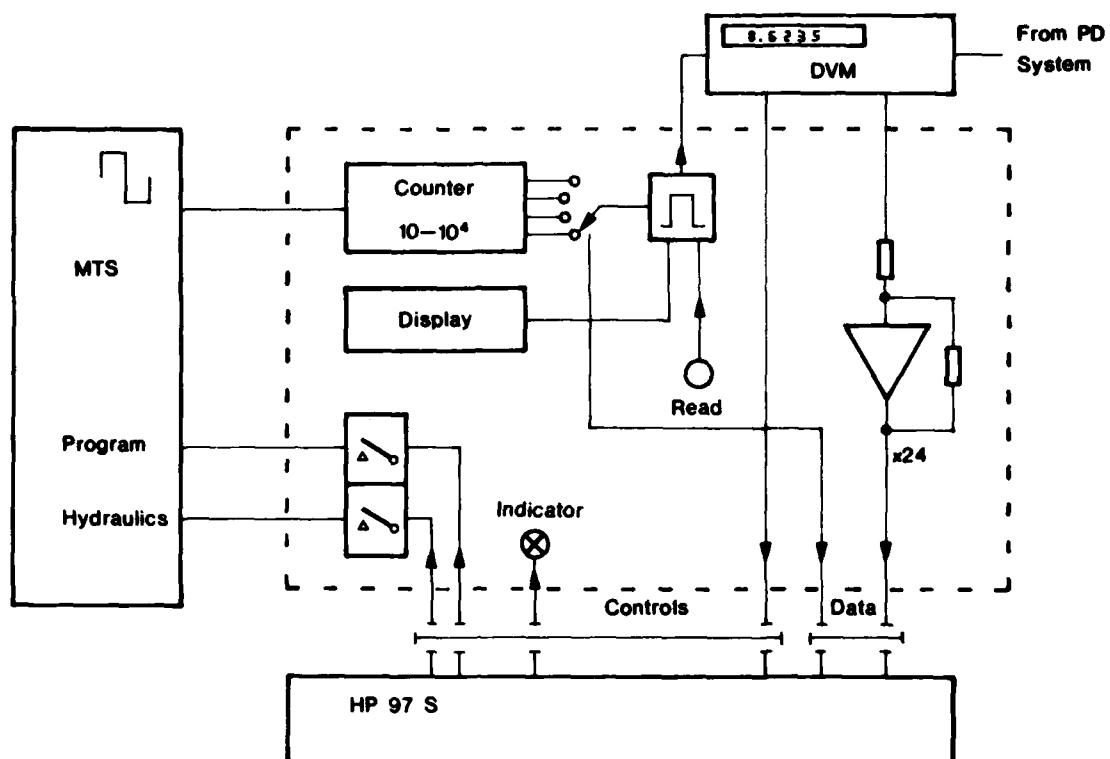 8.6235
DVM
From PD
System
MTS
Counter
10–10⁴
Display
Read
Program
Hydraulics
Indicator
x24
Controls
Data
HP 97 S